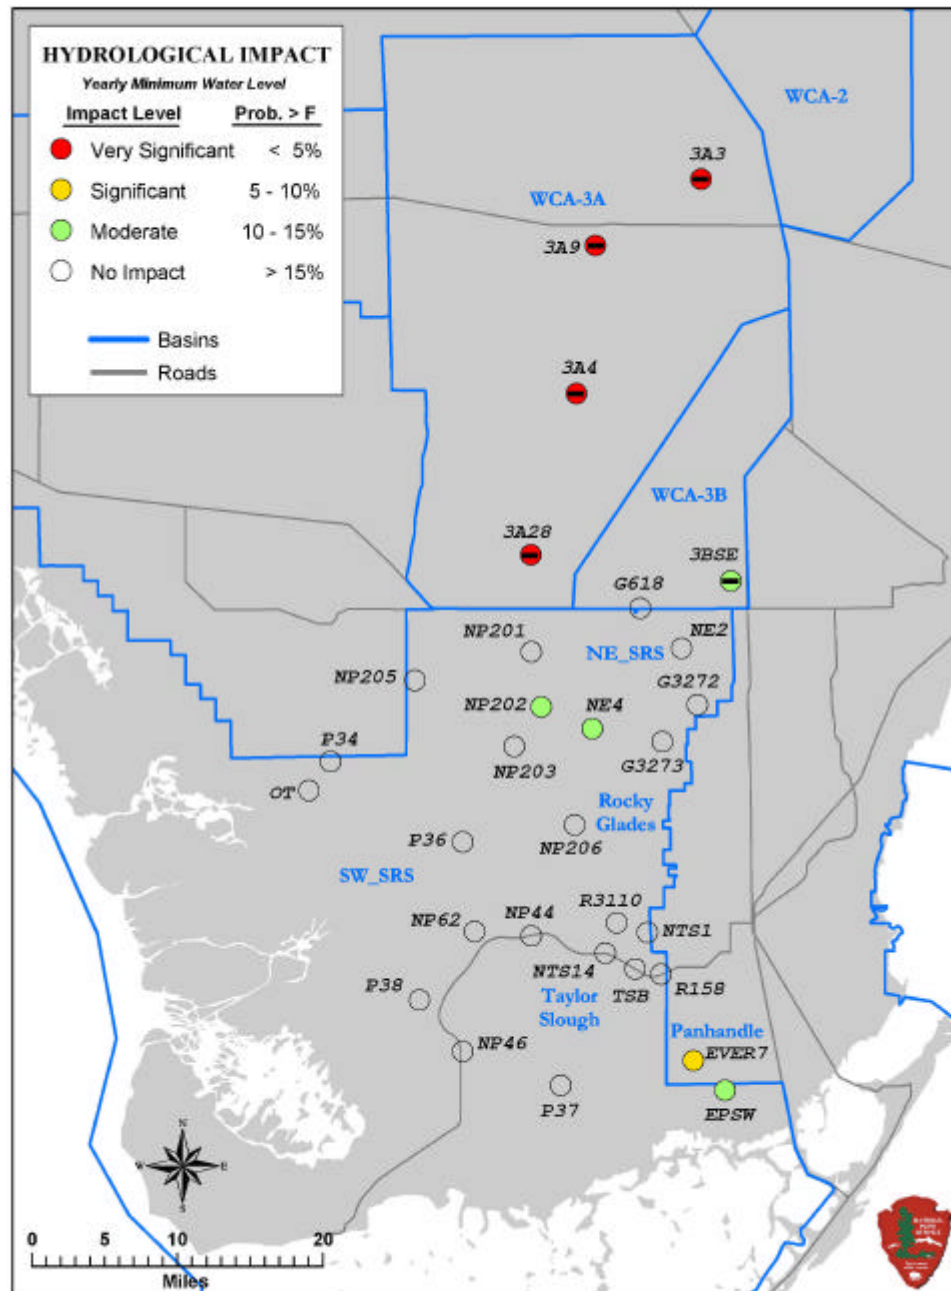 HYDROLOGICAL IMPACT
Yearly Minimum Water Level
Impact Level Prob. > F
Very Significant < 5%
Significant 5 - 10%
Moderate 10 - 15%
No Impact > 15%
Basins
Roads
WCA-2
3A3
WCA-3A
3A9
3A4
WCA-3B
3A28
3BSE
G618
NP201
NE_SRS
NE2
NP205
G3272
NP202
NE4
P34
NP203
G3273
OT
Rocky
Glades
P36
NP206
SW_SRS
R3110
NP62
NP44
NTS1
NTS14
TSB
R158
P38
Taylor
Slough
Panhandle
NP46
EVER7
P37
EPSW
N
W E
S
0 5 10 20
Miles